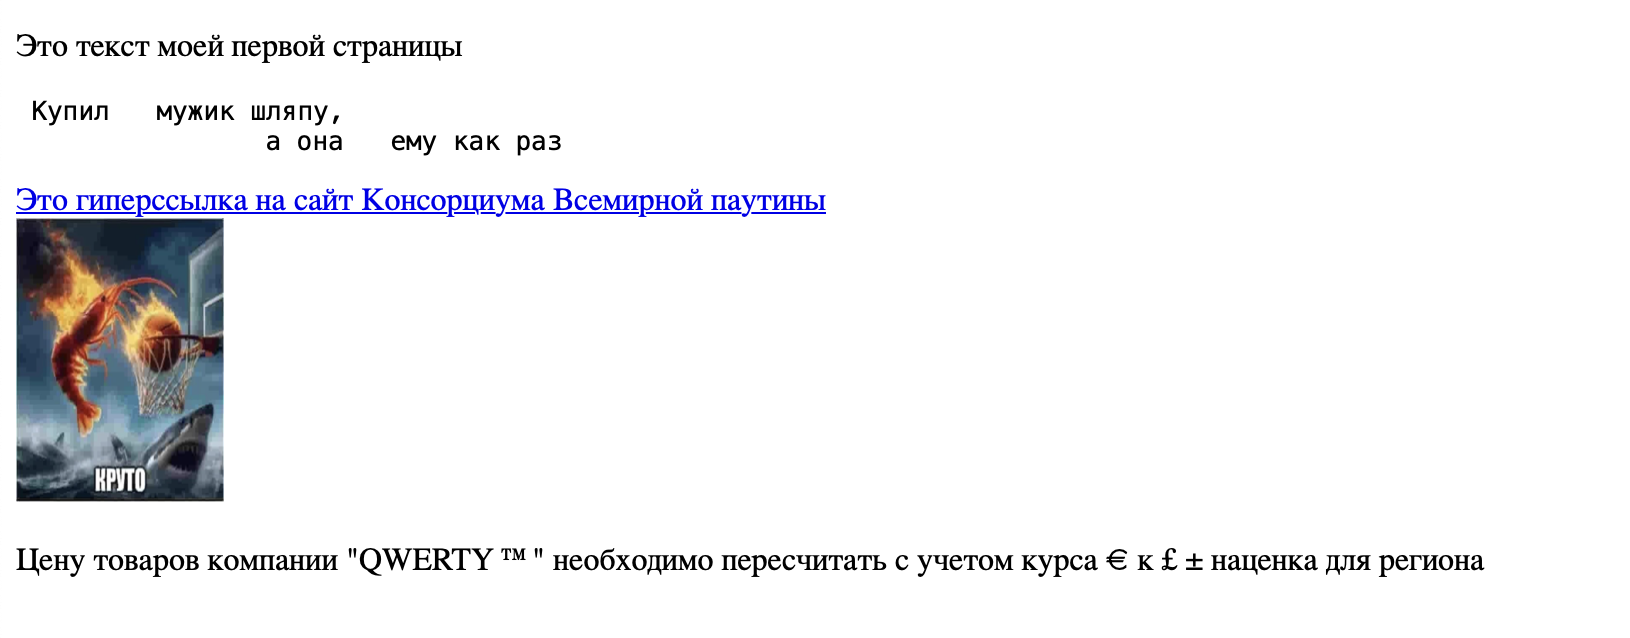 Это текст моей первой страницы
Купил   мужик шляпу,
               а она   ему как раз
Это гиперссылка на сайт Консорциума Всемирной паутины
КРУТО
Цену товаров компании "QWERTY ™ " необходимо пересчитать с учетом курса € к £ ± наценка для региона